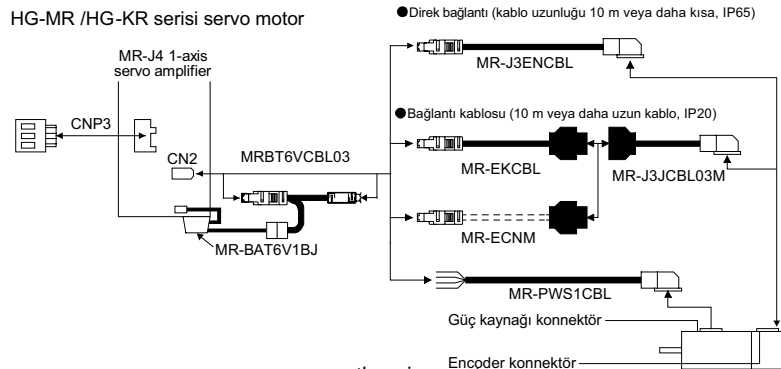 HG-MR /HG-KR serisi servo motor
●Direk bağlantı (kablo uzunluğu 10 m veya daha kısa, IP65)
MR-J4 1-axis
servo amplifier
MR-J3ENCBL
CNP3
●Bağlantı kablosu (10 m veya daha uzun kablo, IP20)
CN2
MRBT6VCBL03
MR-EKCBL
MR-J3JCBL03M
MR-ECNM
MR-BAT6V1BJ
MR-PWS1CBL
Güç kaynağı konnektör
Encoder konnektör